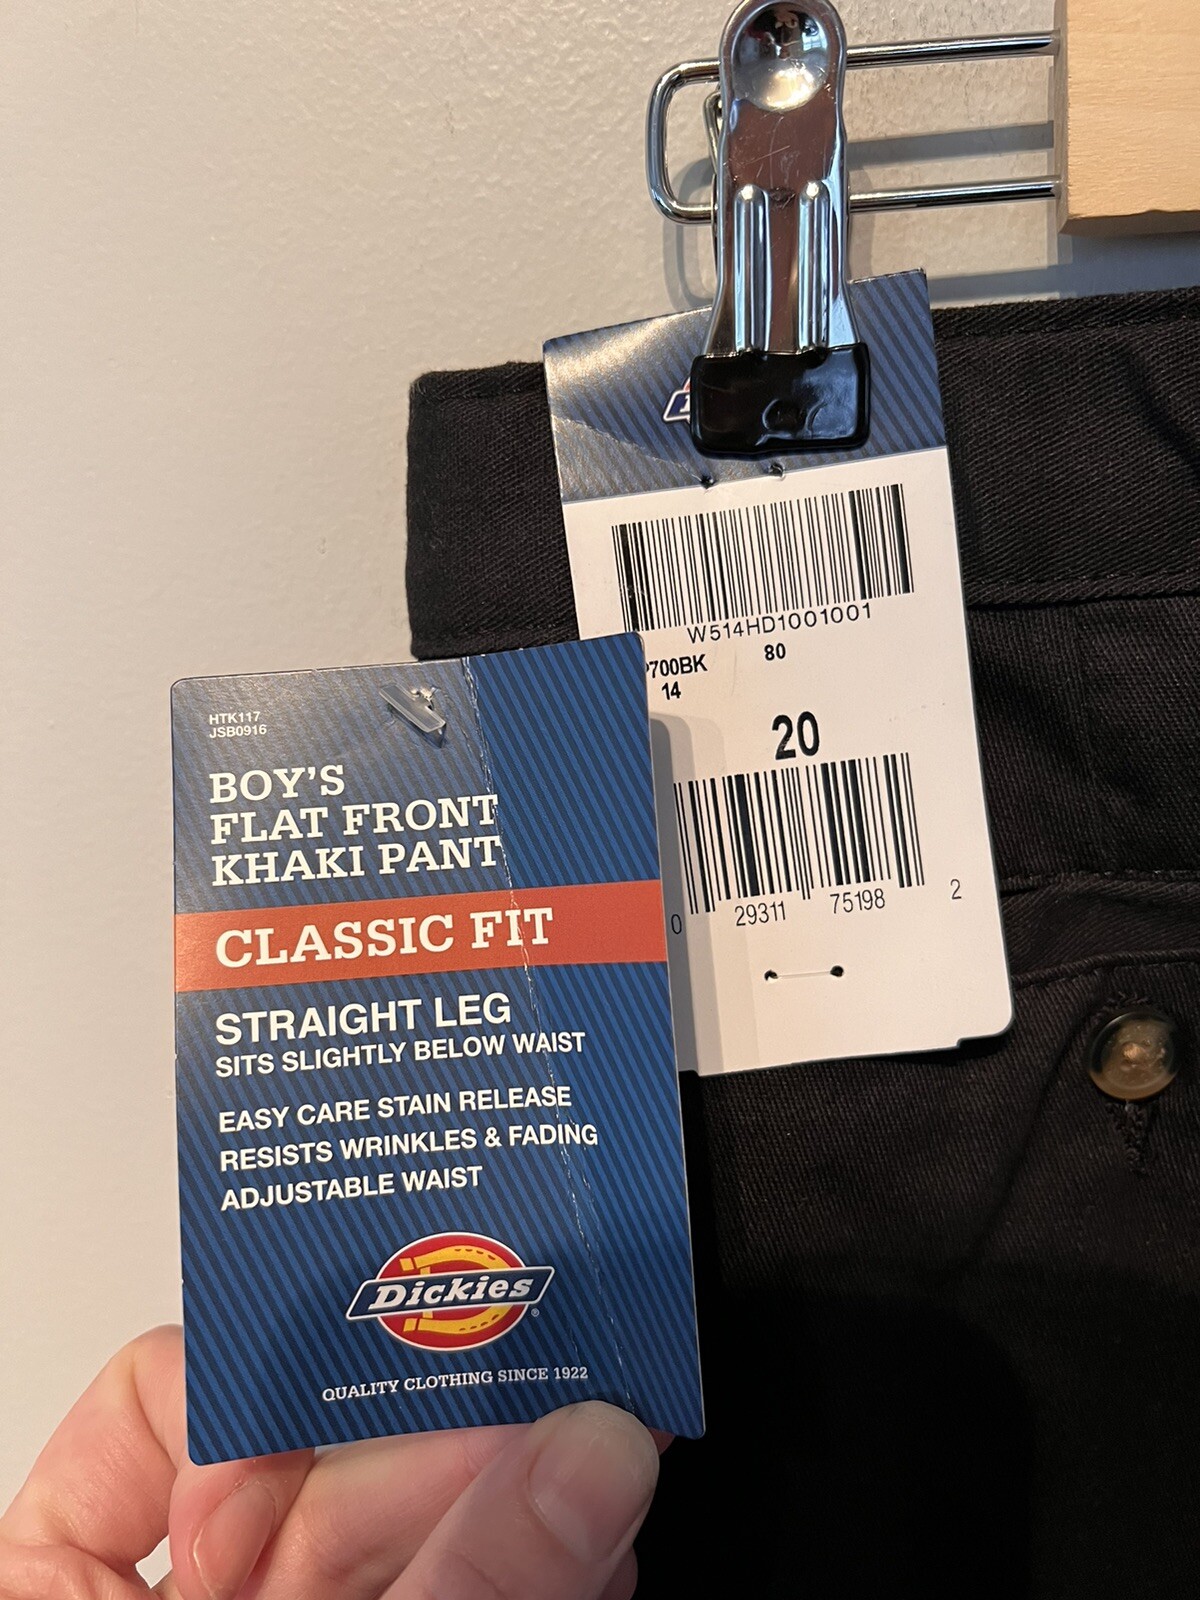 W514HD1001001
P700BK 80
14
20
0 29311 75198 2
HTK117
JSB0916
BOY'S
FLAT FRONT
KHAKI PANT
CLASSIC FIT
STRAIGHT LEG
SITS SLIGHTLY BELOW WAIST
EASY CARE STAIN RELEASE
RESISTS WRINKLES & FADING
ADJUSTABLE WAIST
Dickies®
QUALITY CLOTHING SINCE 1922